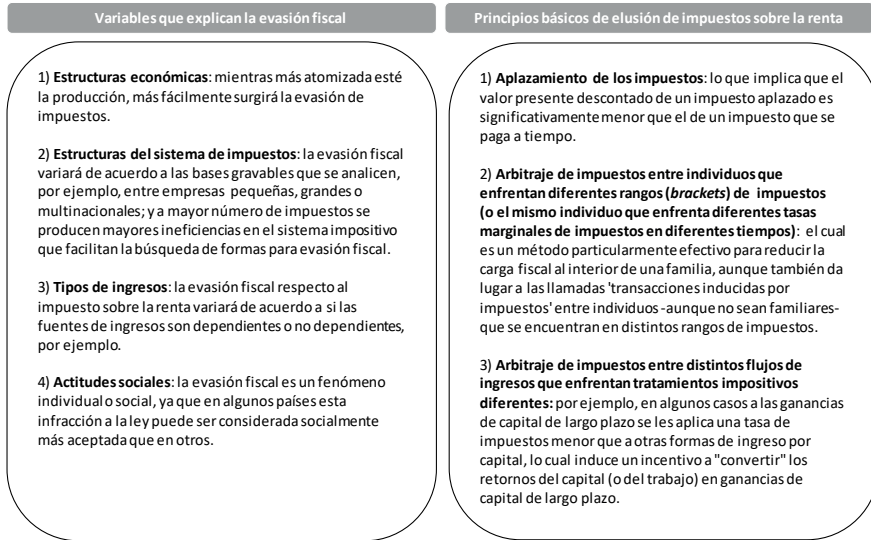 Variables que explican la evasión fiscal
1) Estructuras económicas: mientras más atomizada esté
la producción, más fácilmente surgirá la evasión de
impuestos.
2) Estructuras del sistema de impuestos: la evasión fiscal
variará de acuerdo a las bases gravables que se analicen,
por ejemplo, entre empresas pequeñas, grandes o
multinacionales; y a mayor número de impuestos se
producen mayores ineficiencias en el sistema impositivo
que facilitan la búsqueda de formas para evasión fiscal.
3) Tipos de ingresos: la evasión fiscal respecto al
impuesto sobre la renta variará de acuerdo a si las
fuentes de ingresos son dependientes o no dependientes,
por ejemplo.
4) Actitudes sociales: la evasión fiscal es un fenómeno
individual o social, ya que en algunos países esta
infracción a la ley puede ser considerada socialmente
más aceptada que en otros.
Principios básicos de elusión de impuestos sobre la renta
1) Aplazamiento de los impuestos: lo que implica que el
valor presente descontado de un impuesto aplazado es
significativamente menor que el de un impuesto que se
paga a tiempo.
2) Arbitraje de impuestos entre individuos que
enfrentan diferentes rangos (brackets) de impuestos
(o el mismo individuo que enfrenta diferentes tasas
marginales de impuestos en diferentes tiempos): el cual
es un método particularmente efectivo para reducir la
carga fiscal al interior de una familia, aunque también da
lugar a las llamadas 'transacciones inducidas por
impuestos' entre individuos -aunque no sean familiares-
que se encuentran en distintos rangos de impuestos.
3) Arbitraje de impuestos entre distintos flujos de
ingresos que enfrentan tratamientos impositivos
diferentes: por ejemplo, en algunos casos a las ganancias
de capital de largo plazo se les aplica una tasa de
impuestos menor que a otras formas de ingreso por
capital, lo cual induce un incentivo a "convertir" los
retornos del capital (o del trabajo) en ganancias de
capital de largo plazo.